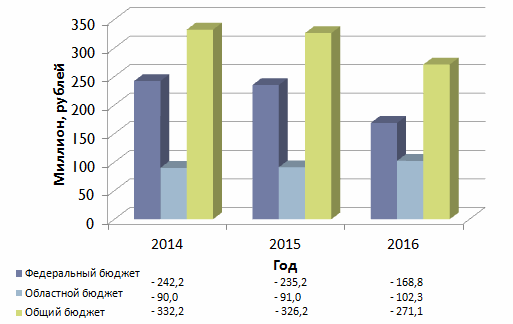 350
300
250
200
150
100
50
0
Миллион, рублей
2014 2015 2016
Год
Федеральный бюджет - 242,2 - 235,2 - 168,8
Областной бюджет - 90,0 - 91,0 - 102,3
Общий бюджет - 332,2 - 326,2 - 271,1